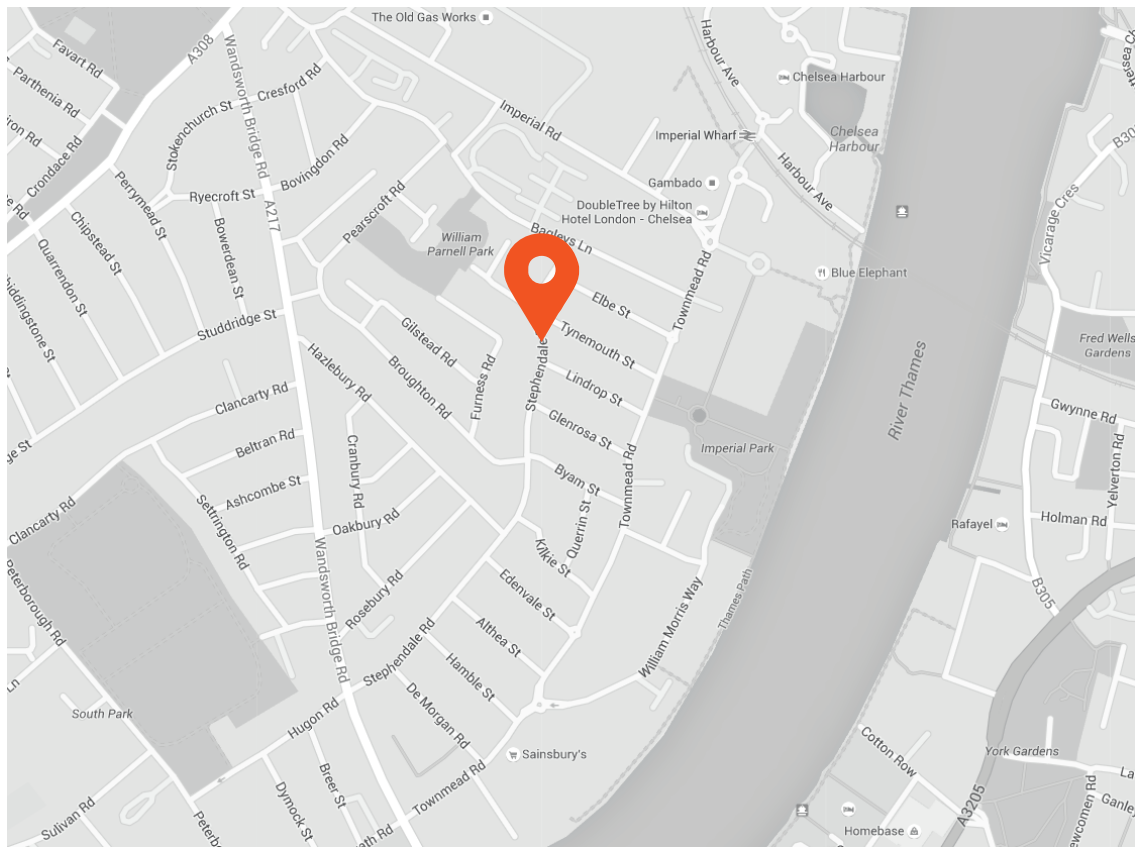 The Old Gas Works
Favart Rd
A308
Wandsworth Bridge Rd
Parthenia Rd
Cresford Rd
Stokenchurch St
Harbour Ave
Chelsea Harbour
Imperial Rd
Imperial Wharf
Chelsea
Harbour
Crondace Rd
Bovingdon Rd
Perrymead St
Ryecroft St
Pearscroft Rd
Gambado
Harbour Ave
DoubleTree by Hilton
Hotel London - Chelsea
A217
Vicarage Cres
Chipstead St
Bowerdean St
Quarrendon St
William
Parnell Park
Bagleys Ln
Blue Elephant
Townmead Rd
Elbe St
Studdridge St
Gilstead Rd
Tynemouth St
Fred Wells
Gardens
Hazlebury Rd
Broughton Rd
Furness Rd
Stephendale
Lindrop St
River Thames
Clancarty Rd
Glenrosa St
Gwynne Rd
Beltran Rd
Cranbury Rd
Imperial Park
Ashcombe St
Settrington Rd
Byam St
Townmead Rd
Yelverton Rd
Clancarty Rd
Oakbury Rd
Querrin St
Rafayel
Holman Rd
Wandsworth Bridge Rd
Kilkie St
Peterborough Rd
Rosebury Rd
Edenvale St
Thames Path
B305
William Morris Way
Althea St
Stephendale Rd
Hamble St
Ln
South Park
Hugon Rd
De Morgan Rd
Sainsbury's
Cotton Row
York Gardens
Breer St
Dymock St
Townmead Rd
A3205
Sulivan Rd
Homebase